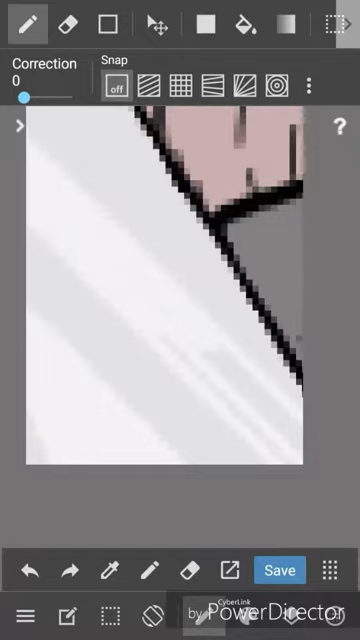 Correction
0
Snap
off
?
Save
CyberLink
by PowerDirector